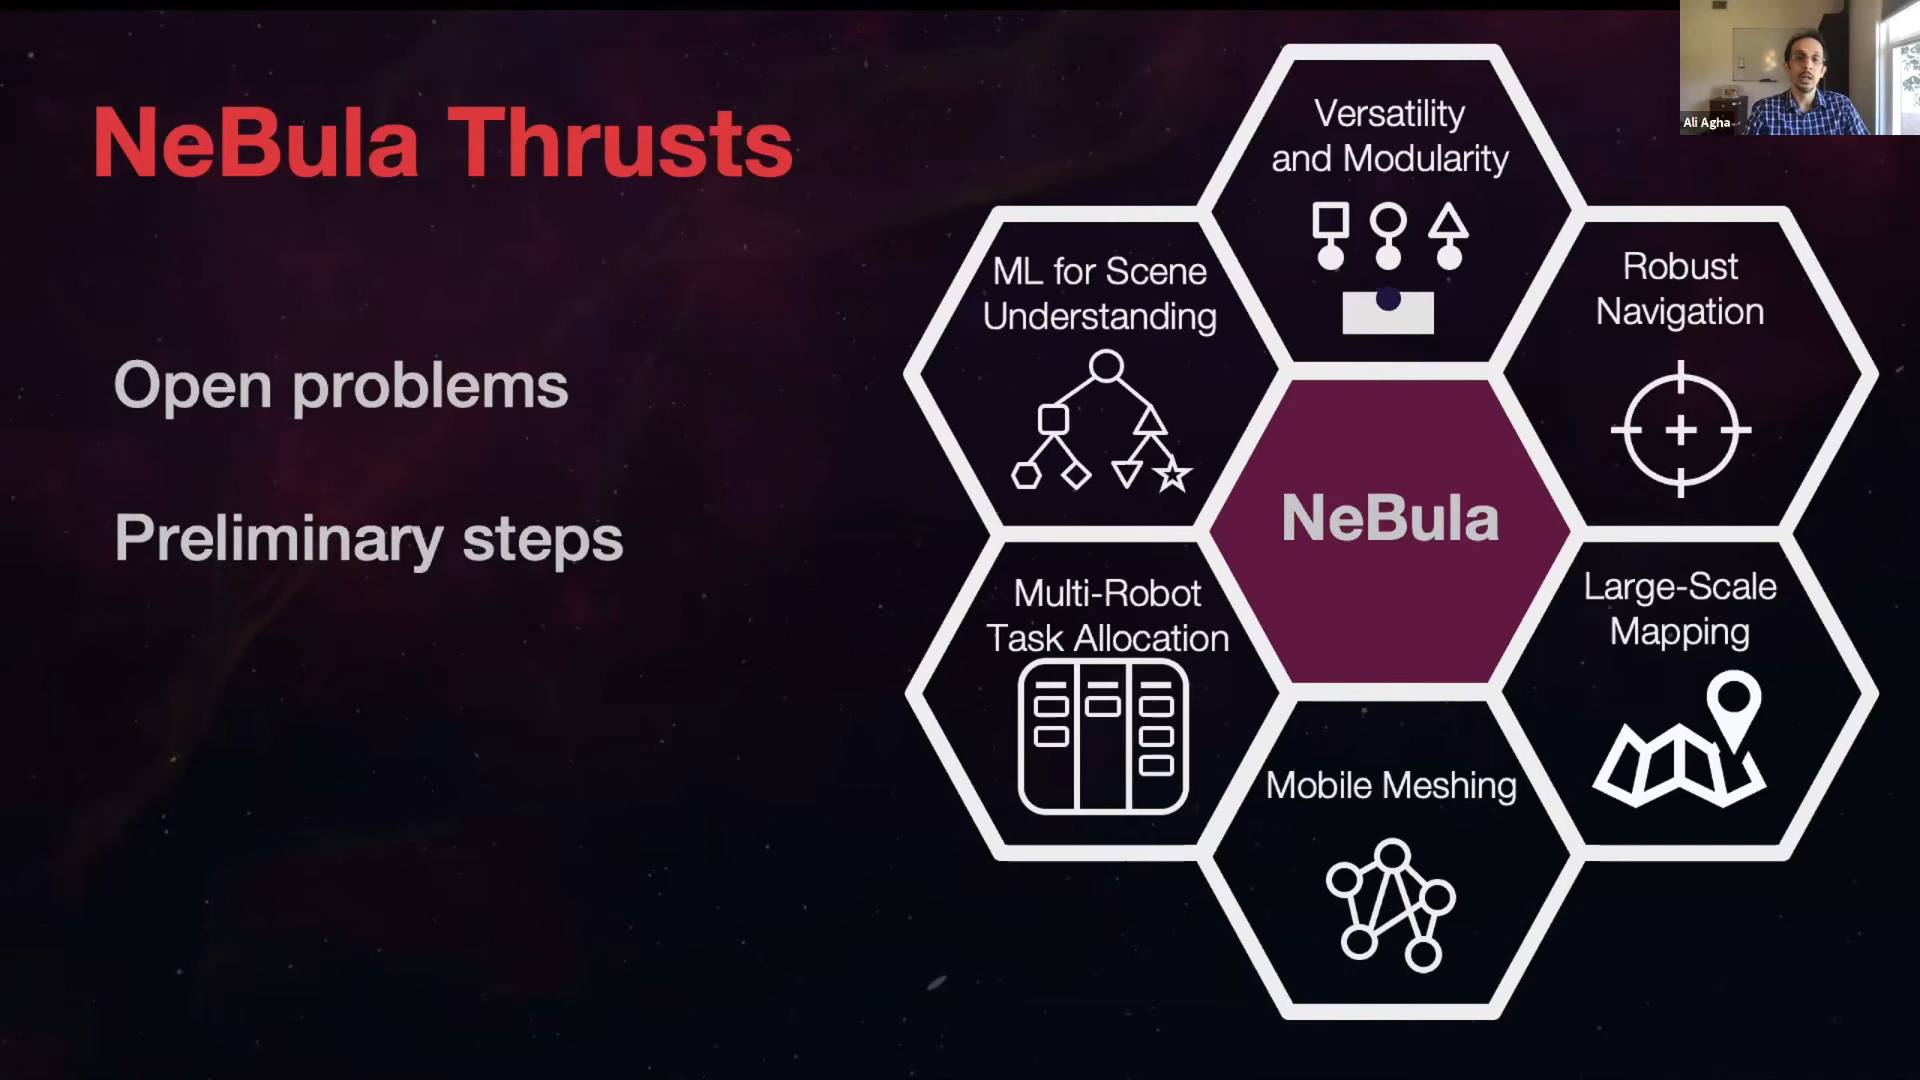 NeBula Thrusts
Open problems
Preliminary steps
Versatility
and Modularity
ML for Scene
Understanding
Robust
Navigation
NeBula
Multi-Robot
Task Allocation
Large-Scale
Mapping
Mobile Meshing
Ali Agha